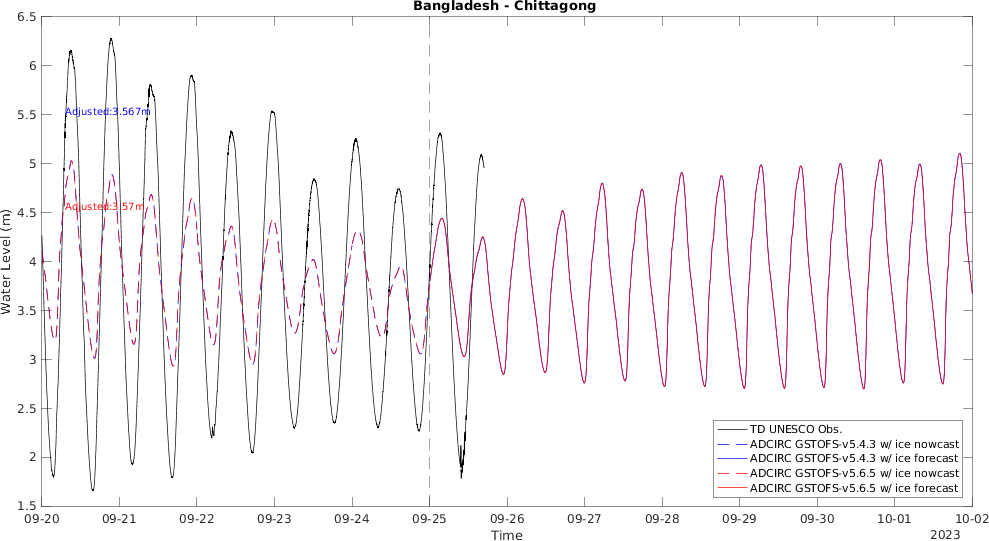 Bangladesh - Chittagong
6.5
6
5.5
5
4.5
4
3.5
3
2.5
2
1.5
Water Level (m)
Adjusted:3.567m
Adjusted:3.57m
TD UNESCO Obs.
ADCIRC GSTOFS-v5.4.3 w/ ice nowcast
ADCIRC GSTOFS-v5.4.3 w/ ice forecast
ADCIRC GSTOFS-v5.6.5 w/ ice nowcast
ADCIRC GSTOFS-v5.6.5 w/ ice forecast
09-20 09-21 09-22 09-23 09-24 09-25 09-26 09-27 09-28 09-29 09-30 10-01 10-02
Time
2023